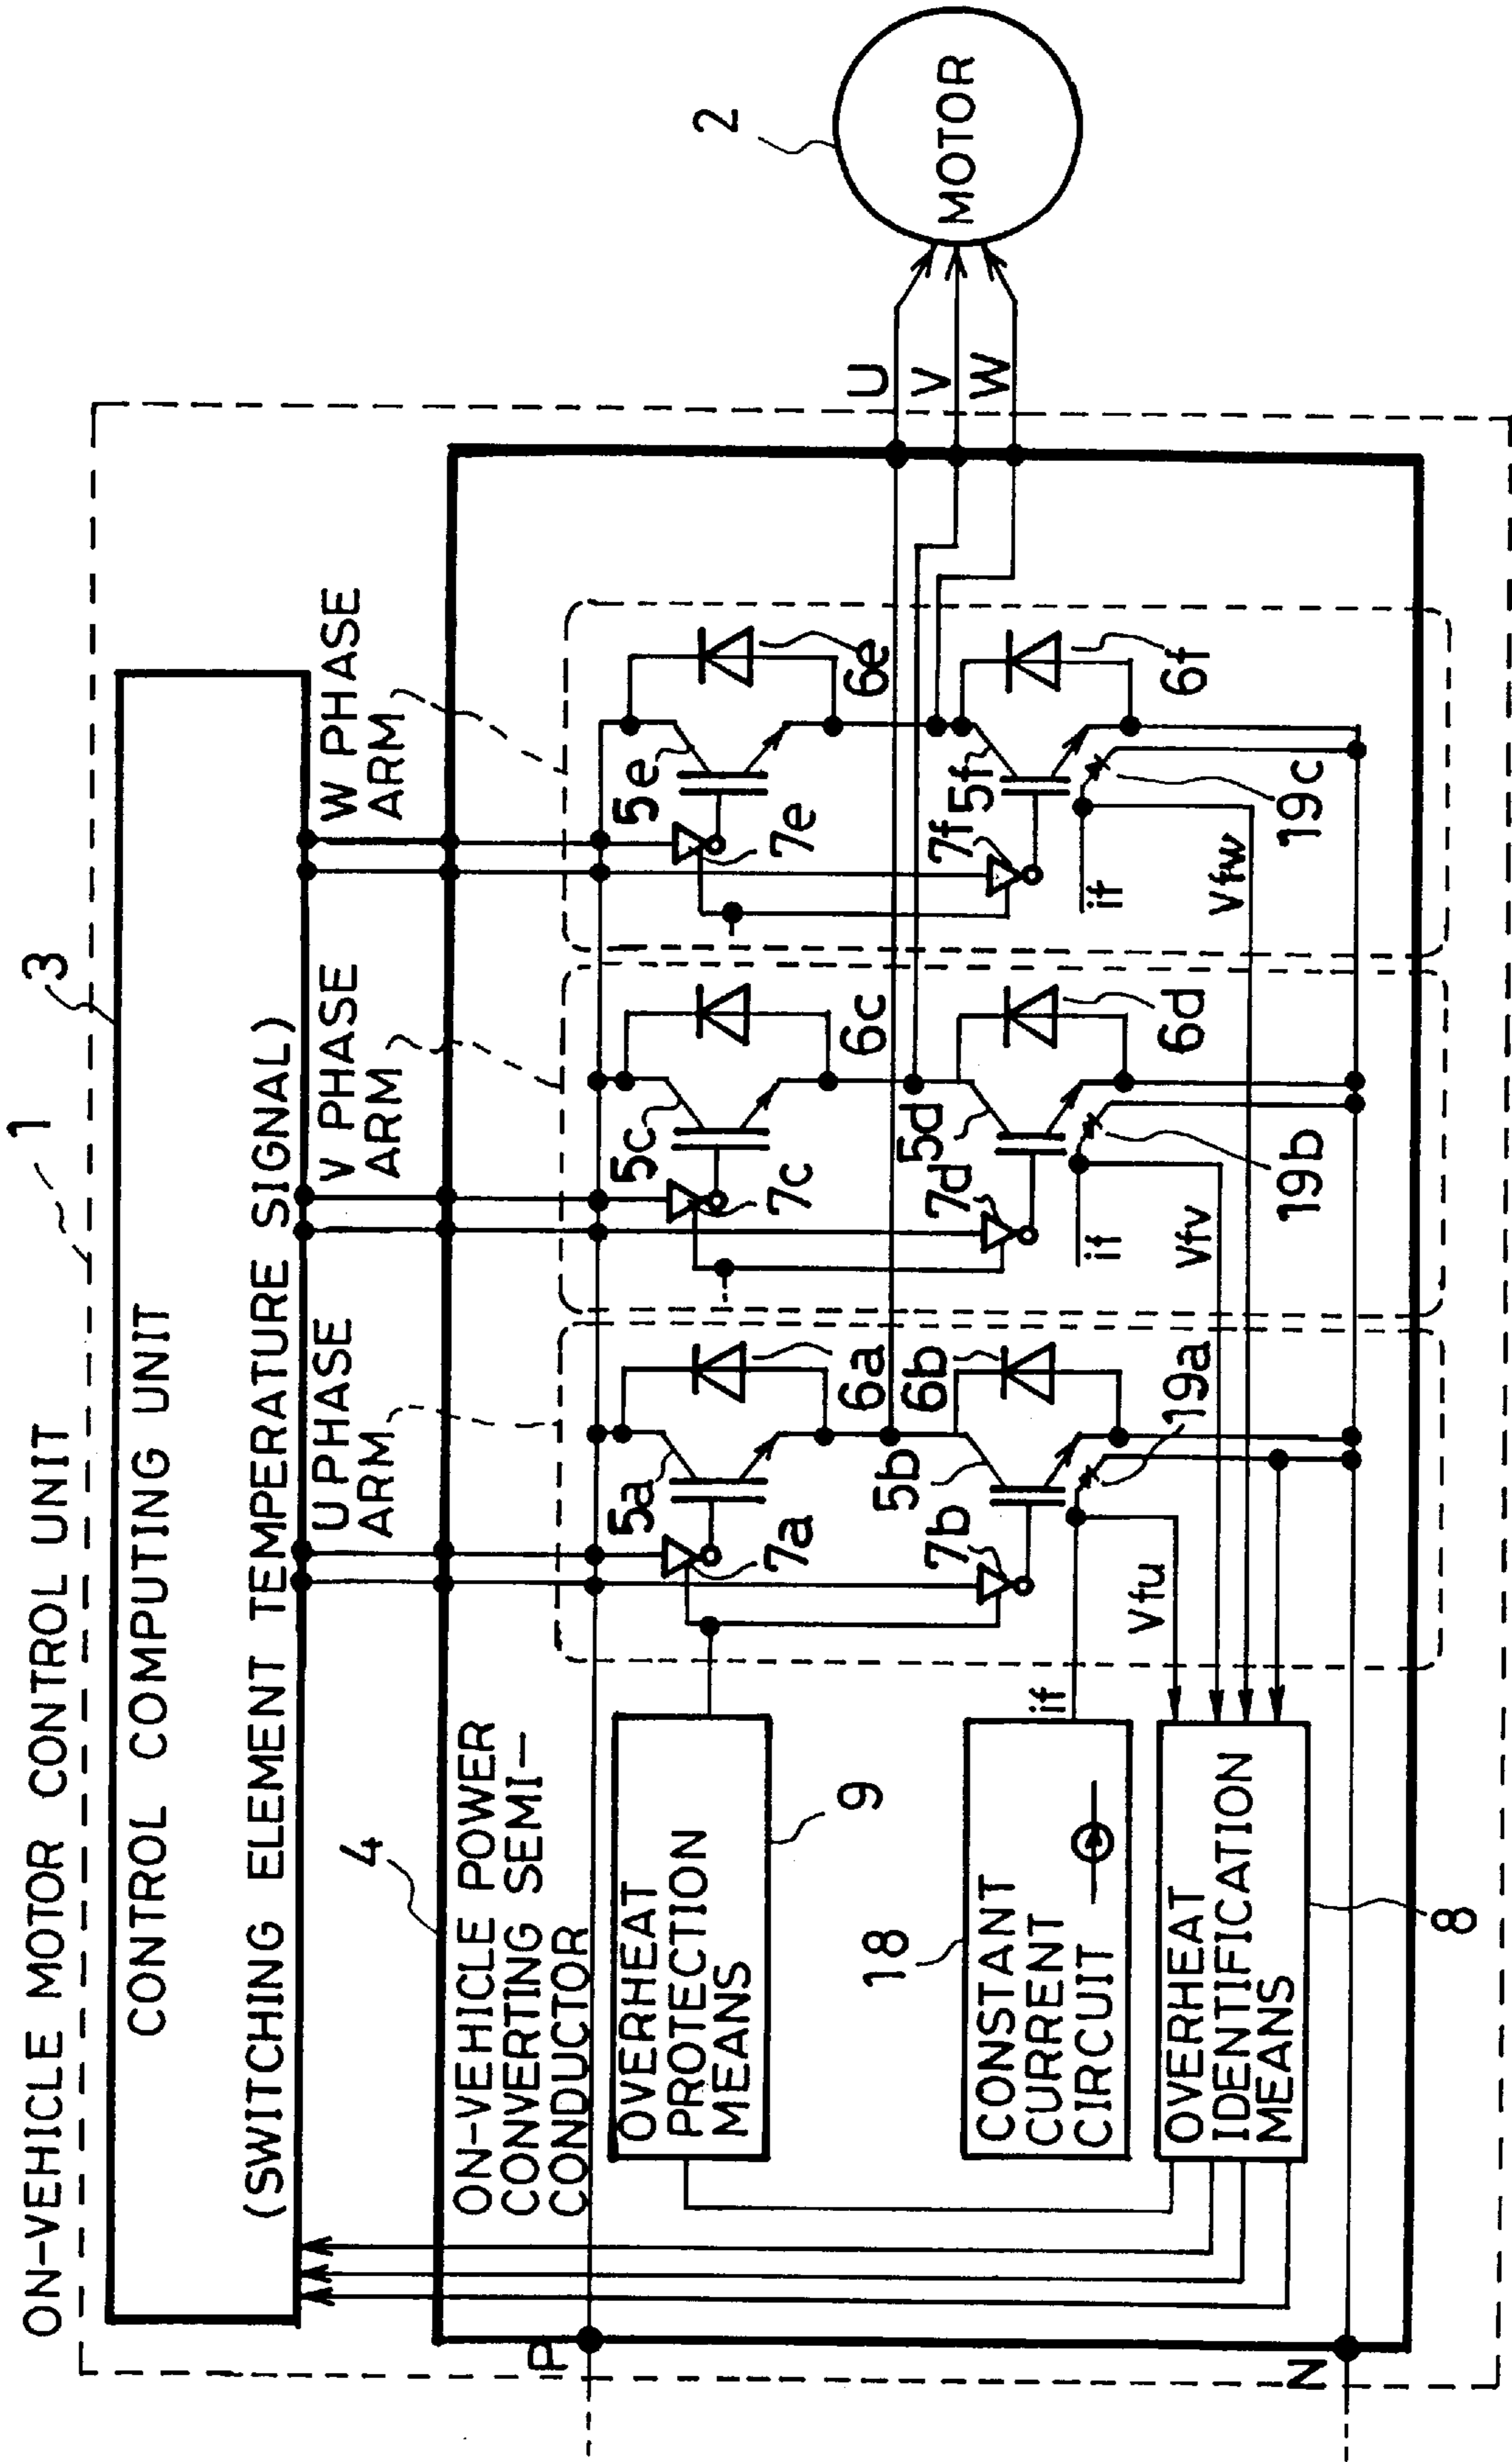 ON-VEHICLE MOTOR CONTROL UNIT
1
3
CONTROL COMPUTING UNIT
(SWITCHING ELEMENT TEMPERATURE SIGNAL)
4
U PHASE
ARM
V PHASE
ARM
W PHASE
ARM
ON-VEHICLE POWER
CONVERTING SEMI-
CONDUCTOR
P
N
OVERHEAT
PROTECTION
MEANS
9
18
CONSTANT
CURRENT
CIRCUIT
if
OVERHEAT
IDENTIFICATION
MEANS
8
5a
6a
7a
5b
6b
7b
19a
Vfu
5c
6c
7c
5d
6d
7d
19b
if
Vfv
5e
6e
7e
5f
6f
7f
19c
if
Vfw
U
V
W
2
MOTOR